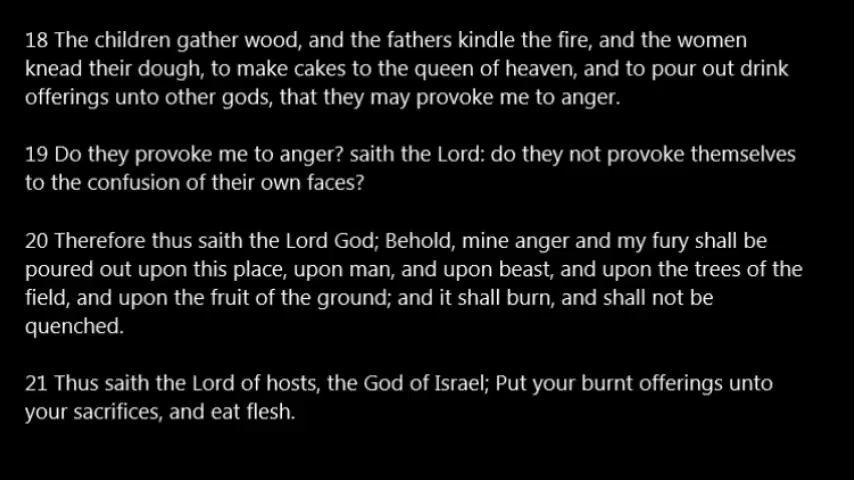 18 The children gather wood, and the fathers kindle the fire, and the women
knead their dough, to make cakes to the queen of heaven, and to pour out drink
offerings unto other gods, that they may provoke me to anger.
19 Do they provoke me to anger? saith the Lord: do they not provoke themselves
to the confusion of their own faces?
20 Therefore thus saith the Lord God; Behold, mine anger and my fury shall be
poured out upon this place, upon man, and upon beast, and upon the trees of the
field, and upon the fruit of the ground; and it shall burn, and shall not be
quenched.
21 Thus saith the Lord of hosts, the God of Israel; Put your burnt offerings unto
your sacrifices, and eat flesh.